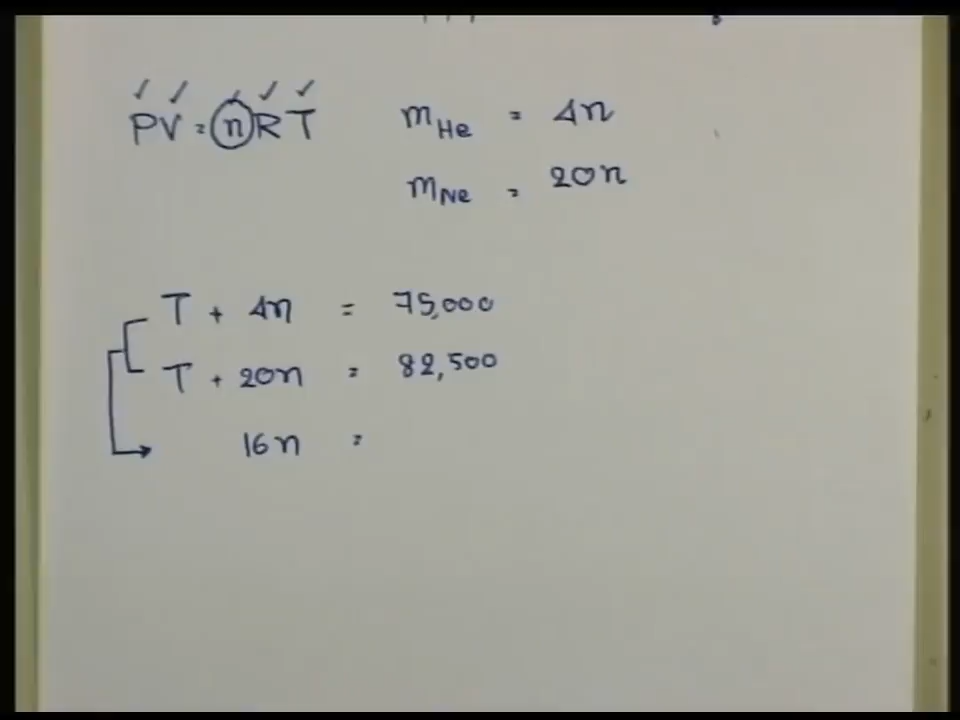 ✓ ✓ ✓ ✓ ✓
PV = nRT
m_He = 4n
m_Ne = 20n
T + 4n = 75,000
T + 20n = 82,500
16n =